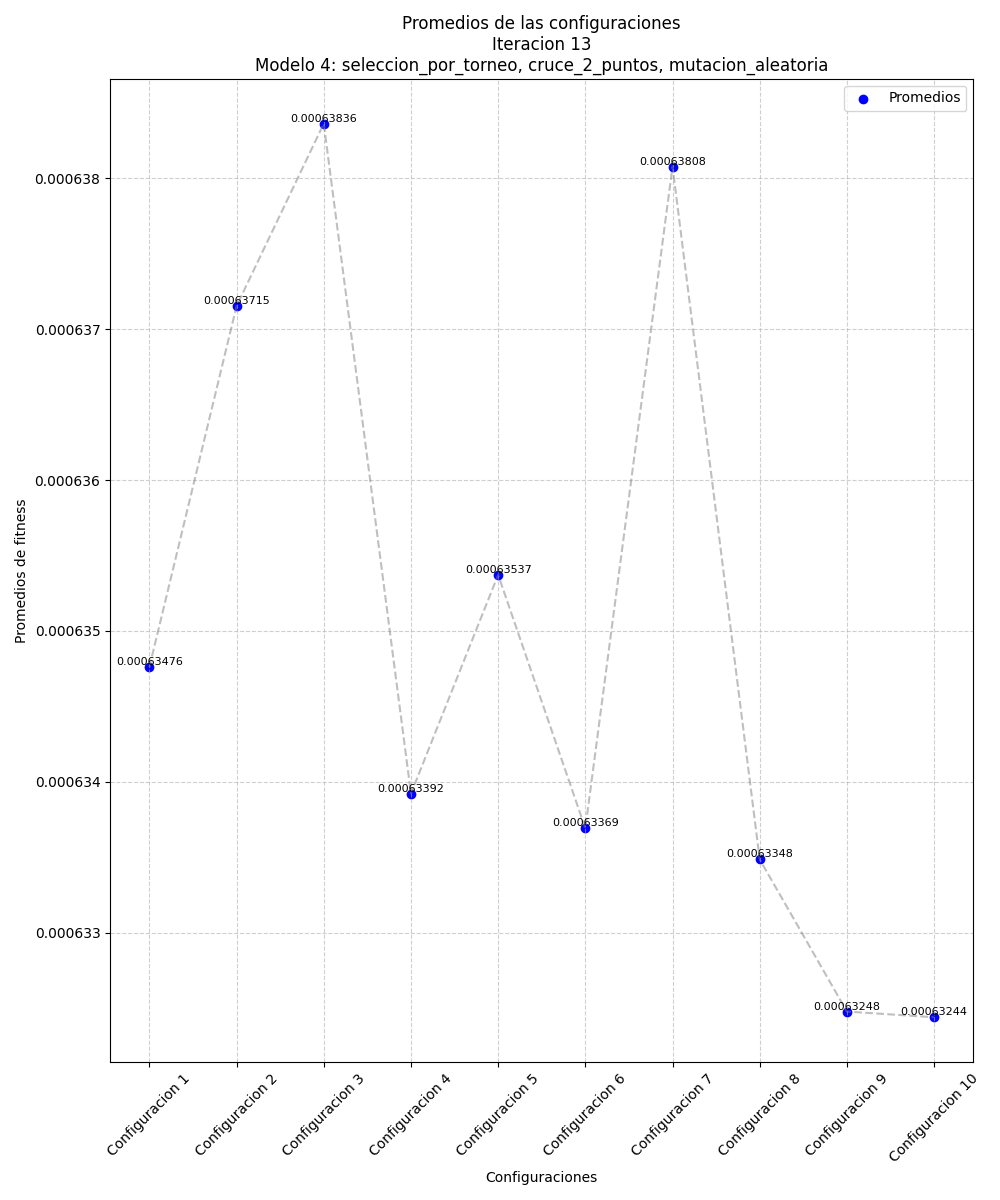 Promedios de las configuraciones
Iteracion 13
Modelo 4: seleccion_por_torneo, cruce_2_puntos, mutacion_aleatoria
Promedios
0.00063836
0.00063808
0.000638
0.00063715
0.000637
0.000636
0.00063537
0.000635
0.00063476
0.00063392
0.000634
0.00063369
0.00063348
0.000633
0.00063248
0.00063244
Promedios de fitness
Configuracion 1
Configuracion 2
Configuracion 3
Configuracion 4
Configuracion 5
Configuracion 6
Configuracion 7
Configuracion 8
Configuracion 9
Configuracion 10
Configuraciones